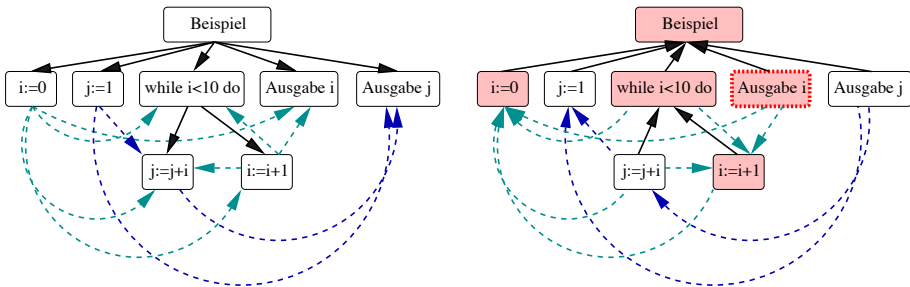 Beispiel
i:=0
j:=1
while i<10 do
Ausgabe i
Ausgabe j
j:=j+i
i:=i+1
Beispiel
i:=0
j:=1
while i<10 do
Ausgabe i
Ausgabe j
j:=j+i
i:=i+1